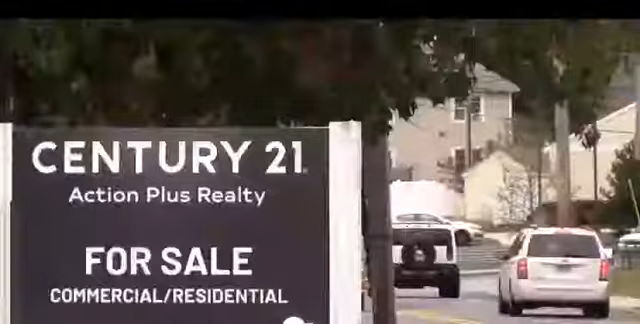 CENTURY 21.
Action Plus Realty
FOR SALE
COMMERCIAL/RESIDENTIAL